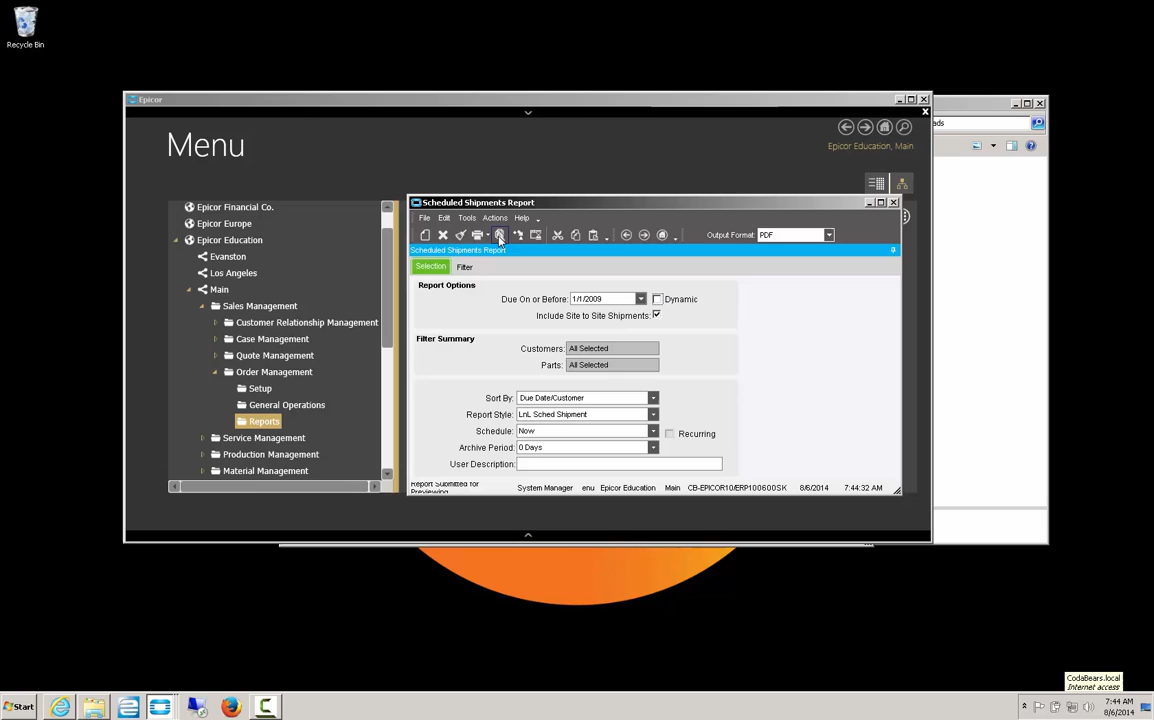 Recycle Bin
Epicor
Menu
Epicor Education, Main
ads
Epicor Financial Co.
Epicor Europe
Epicor Education
Evanston
Los Angeles
Main
Sales Management
Customer Relationship Management
Case Management
Quote Management
Order Management
Setup
General Operations
Reports
Service Management
Production Management
Material Management
Scheduled Shipments Report
File Edit Tools Actions Help
Output Format: PDF
Scheduled Shipments Report
Selection Filter
Report Options
Due On or Before: 1/1/2009 Dynamic
Include Site to Site Shipments:
Filter Summary
Customers: All Selected
Parts: All Selected
Sort By: Due Date/Customer
Report Style: LnL Sched Shipment
Schedule: Now Recurring
Archive Period: 0 Days
User Description:
Report Submitted for
Previewing
System Manager enu Epicor Education Main CB-EPICOR10/ERP100600SK 8/6/2014 7:44:32 AM
CodaBears.local
Internet access
Start
7:44 AM
8/6/2014